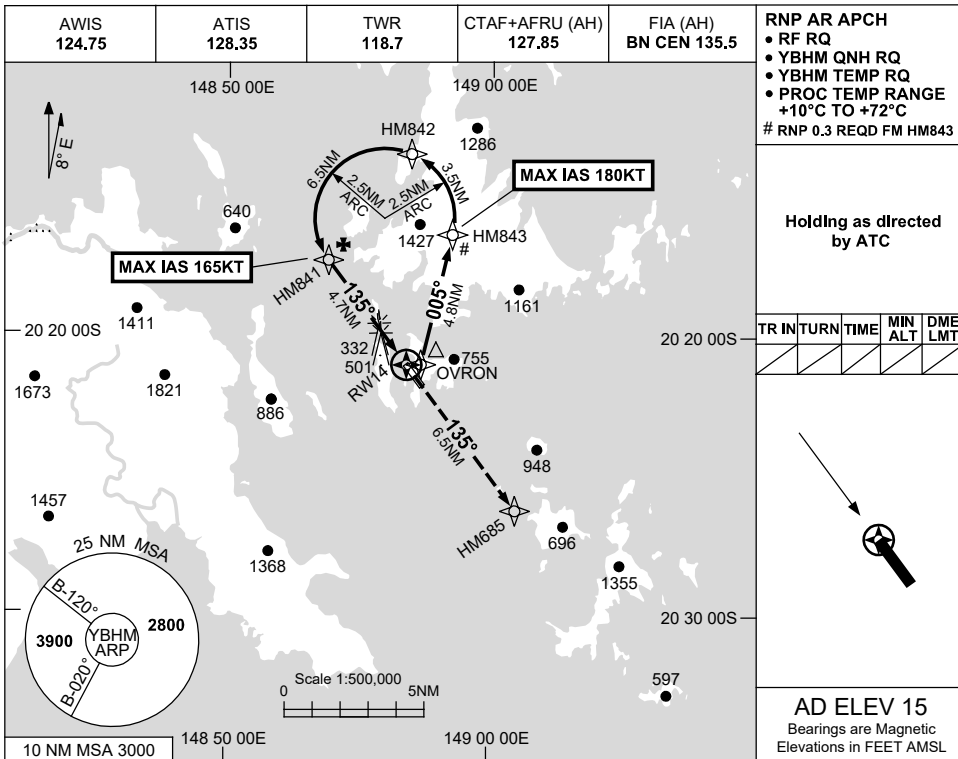 AWIS
124.75
ATIS
128.35
TWR
118.7
CTAF+AFRU (AH)
127.85
FIA (AH)
BN CEN 135.5
RNP AR APCH
• RF RQ
• YBHM QNH RQ
• YBHM TEMP RQ
• PROC TEMP RANGE
+10°C TO +72°C
# RNP 0.3 REQD FM HM843
Holding as directed
by ATC
TR IN
TURN
TIME
MIN
ALT
DME
LMT
148 50 00E
149 00 00E
8° E
HM842
1286
6.5NM
3.5NM
2.5NM
ARC
2.5NM
ARC
MAX IAS 180KT
640
1427
HM843
#
MAX IAS 165KT
HM841
135°
4.7NM
005°
4.8NM
1161
1411
20 20 00S
20 20 00S
332
501
RW14
755
OVRON
1673
1821
886
135°
6.5NM
948
1457
HM685
696
25 NM MSA
1368
1355
B-120°
3900
YBHM
ARP
2800
B-020°
20 30 00S
597
Scale 1:500,000
0
5NM
10 NM MSA 3000
148 50 00E
149 00 00E
AD ELEV 15
Bearings are Magnetic
Elevations in FEET AMSL